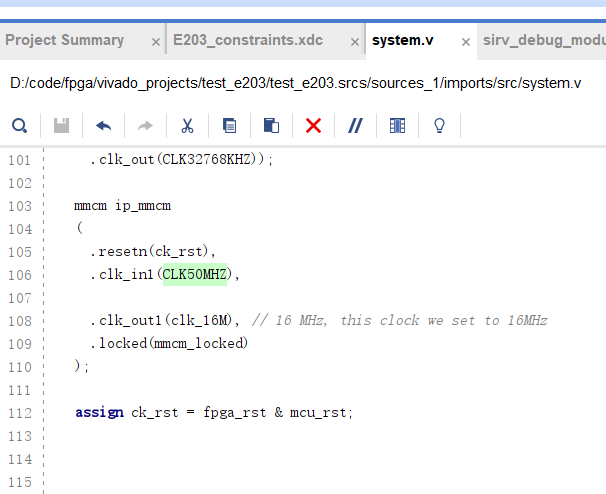 Project Summary × E203_constraints.xdc × system.v × sirv_debug_modu
D:/code/fpga/vivado_projects/test_e203/test_e203.srcs/sources_1/imports/src/system.v
101 .clk_out(CLK32768KHZ));
102
103 mmcm ip_mmcm
104 (
105 .resetn(ck_rst),
106 .clk_in1(CLK50MHZ),
107
108 .clk_out1(clk_16M), // 16 MHz, this clock we set to 16MHz
109 .locked(mmcm_locked)
110 );
111
112 assign ck_rst = fpga_rst & mcu_rst;
113
114
115